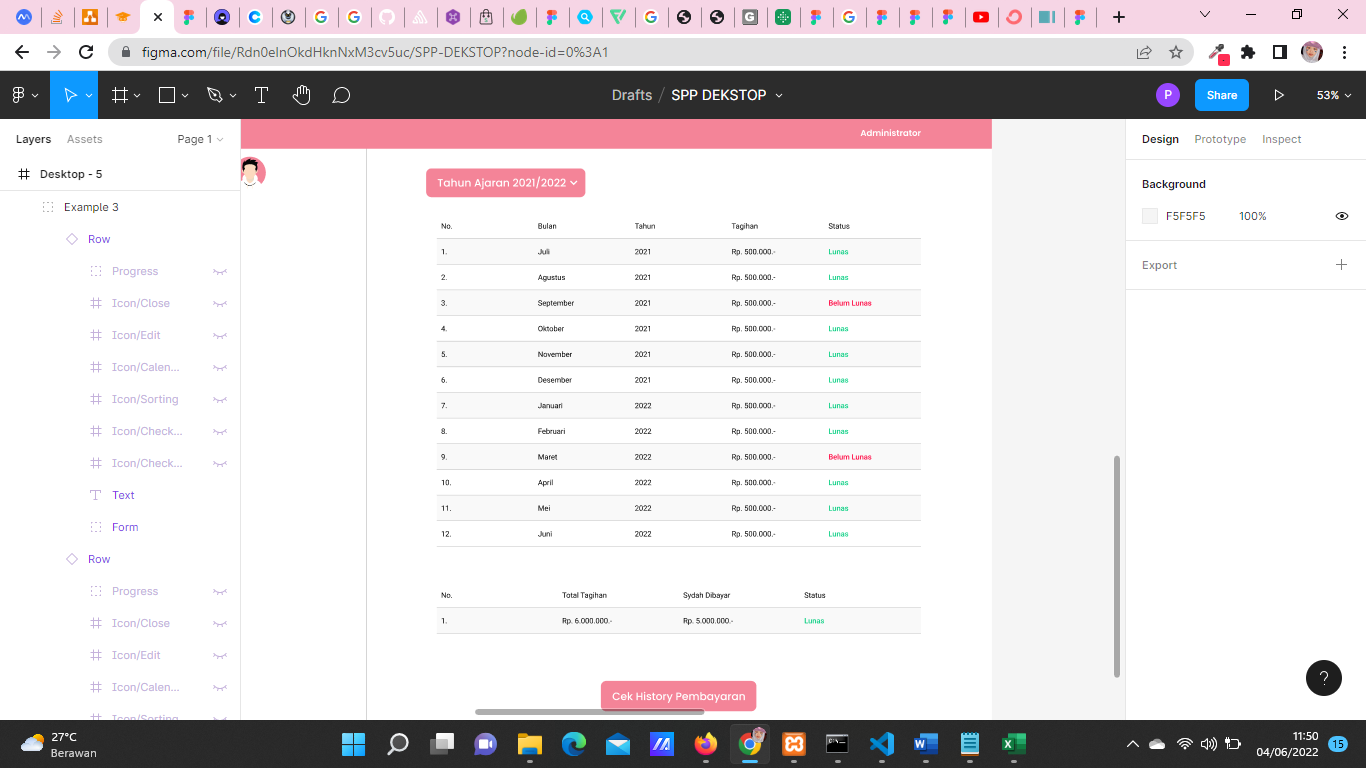 figma.com/file/Rdn0elnOkdHknNxM3cv5uc/SPP-DEKSTOP?node-id=0%3A1
Drafts / SPP DEKSTOP
P
Share
53%
Layers Assets Page 1
Desktop - 5
Example 3
Row
Progress
Icon/Close
Icon/Edit
Icon/Calen...
Icon/Sorting
Icon/Check...
Icon/Check...
Text
Form
Row
Progress
Icon/Close
Icon/Edit
Icon/Calen...
Icon/Sorting
Administrator
Tahun Ajaran 2021/2022
No. Bulan Tahun Tagihan Status
1. Juli 2021 Rp. 500.000.- Lunas
2. Agustus 2021 Rp. 500.000.- Lunas
3. September 2021 Rp. 500.000.- Belum Lunas
4. Oktober 2021 Rp. 500.000.- Lunas
5. November 2021 Rp. 500.000.- Lunas
6. Desember 2021 Rp. 500.000.- Lunas
7. Januari 2022 Rp. 500.000.- Lunas
8. Februari 2022 Rp. 500.000.- Lunas
9. Maret 2022 Rp. 500.000.- Belum Lunas
10. April 2022 Rp. 500.000.- Lunas
11. Mei 2022 Rp. 500.000.- Lunas
12. Juni 2022 Rp. 500.000.- Lunas
No. Total Tagihan Sydah Dibayar Status
1. Rp. 6.000.000.- Rp. 5.000.000.- Lunas
Cek History Pembayaran
Design Prototype Inspect
Background
F5F5F5 100%
Export
?
27°C
Berawan
11:50
04/06/2022
15